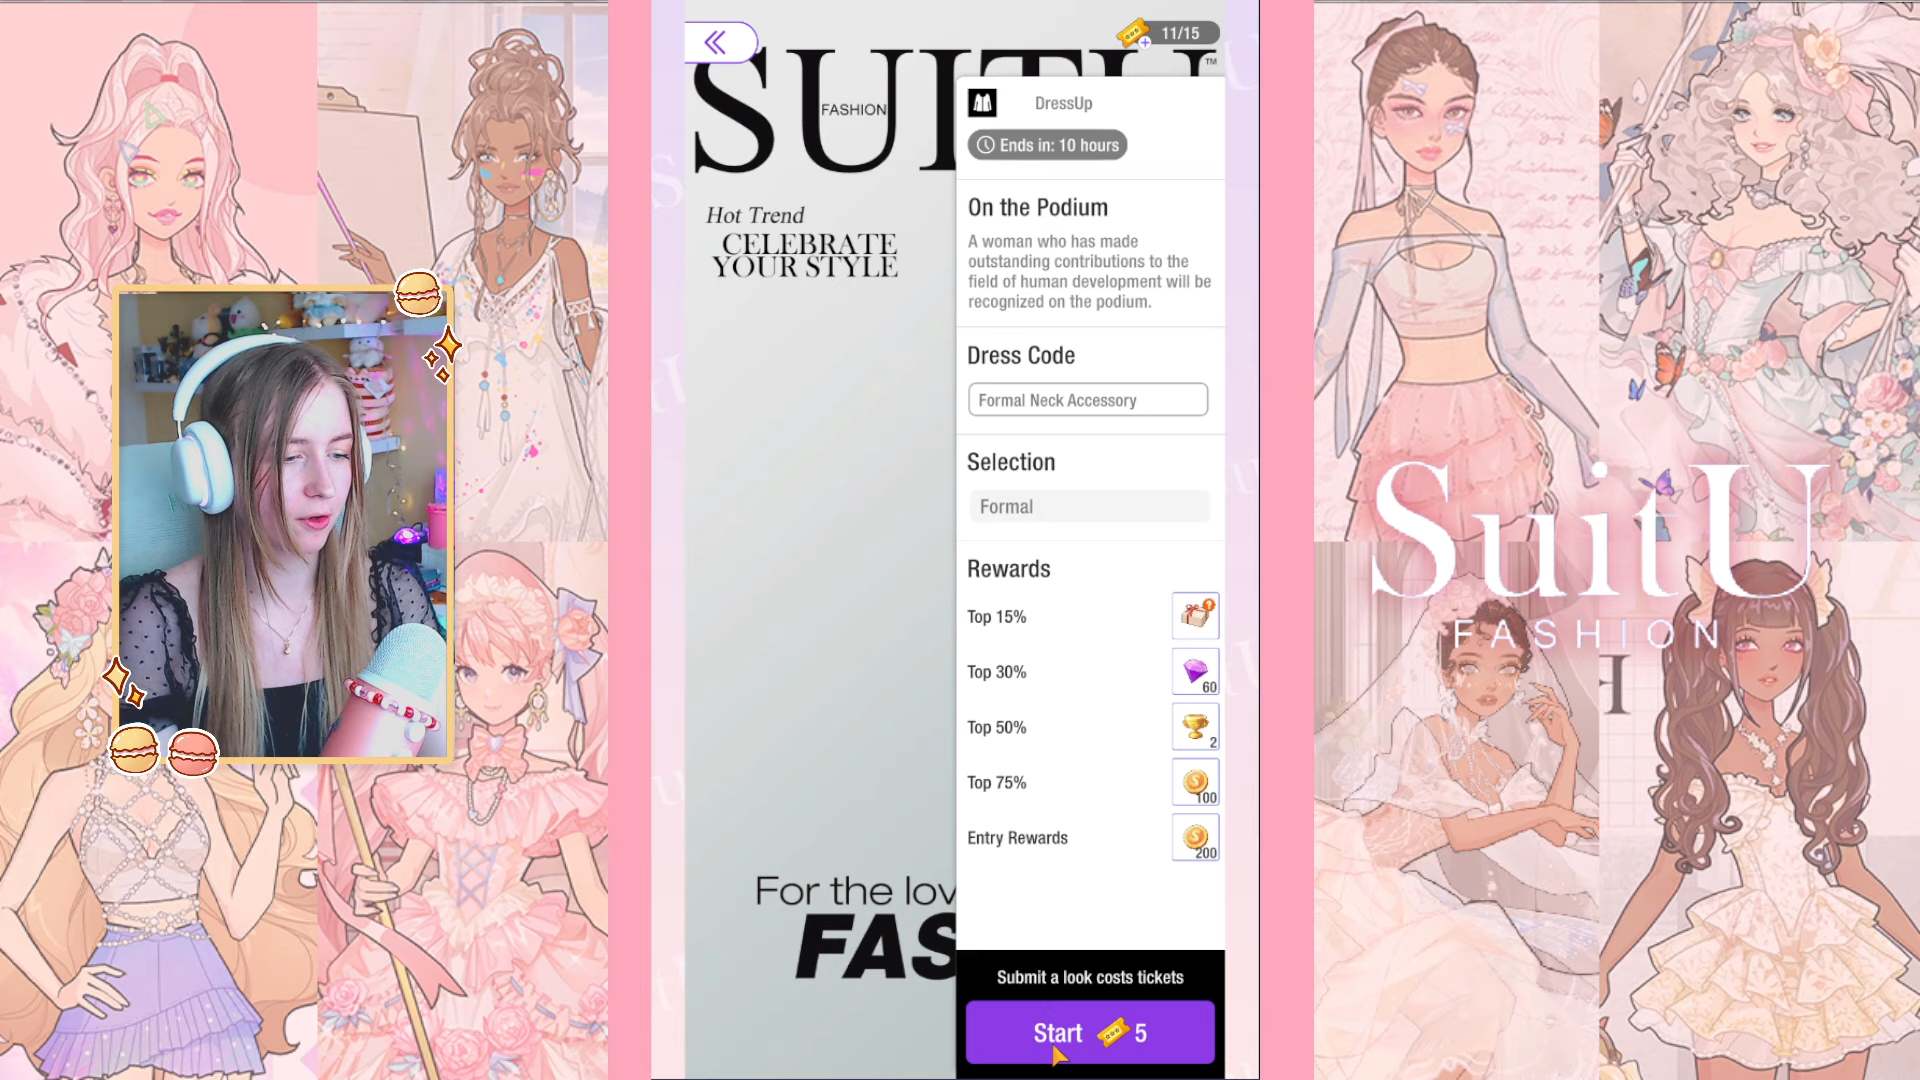 11/15
SUITU
TM
FASHION
Hot Trend
CELEBRATE
YOUR STYLE
DressUp
Ends in: 10 hours
On the Podium
A woman who has made
outstanding contributions to the
field of human development will be
recognized on the podium.
Dress Code
Formal Neck Accessory
Selection
Formal
Rewards
Top 15%
Top 30%
60
Top 50%
2
Top 75%
100
Entry Rewards
200
For the lov
FAS
Submit a look costs tickets
Start 5
SuitU
FASHION